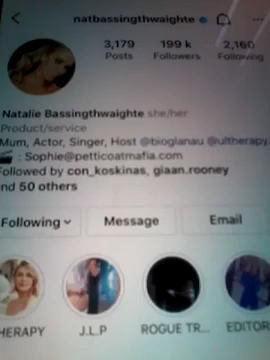 natbassingthwaighte
3,179 199 k 2,160
Posts Followers Following
Natalie Bassingthwaighte she/her
Product/service
Mum, Actor, Singer, Host @bioglanau @ultherapy
: Sophie@petticoatmafia.com
Followed by con_koskinas, giaan.rooney
nd 50 others
Following Message Email
HERAPY J.L.P ROGUE TR... EDITOR